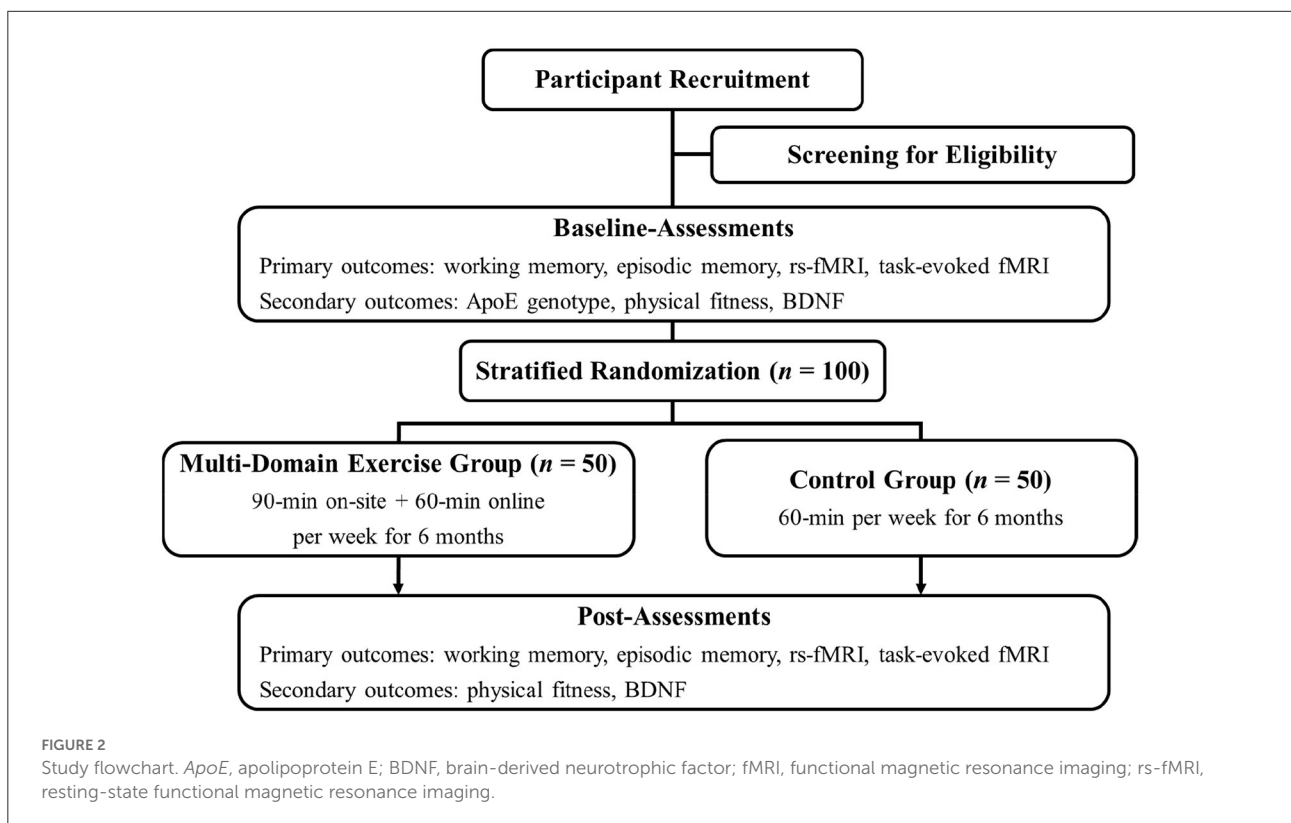 Participant Recruitment
Screening for Eligibility
Baseline-Assessments
Primary outcomes: working memory, episodic memory, rs-fMRI, task-evoked fMRI
Secondary outcomes: ApoE genotype, physical fitness, BDNF
Stratified Randomization (n = 100)
Multi-Domain Exercise Group (n = 50)
90-min on-site + 60-min online
per week for 6 months
Control Group (n = 50)
60-min per week for 6 months
Post-Assessments
Primary outcomes: working memory, episodic memory, rs-fMRI, task-evoked fMRI
Secondary outcomes: physical fitness, BDNF
FIGURE 2
Study flowchart. ApoE, apolipoprotein E; BDNF, brain-derived neurotrophic factor; fMRI, functional magnetic resonance imaging; rs-fMRI,
resting-state functional magnetic resonance imaging.